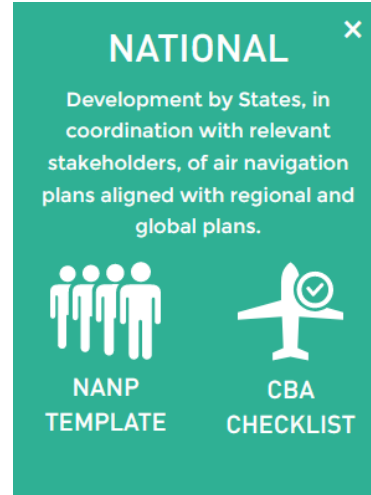 NATIONAL
Development by States, in
coordination with relevant
stakeholders, of air navigation
plans aligned with regional and
global plans.
NANP
TEMPLATE
CBA
CHECKLIST